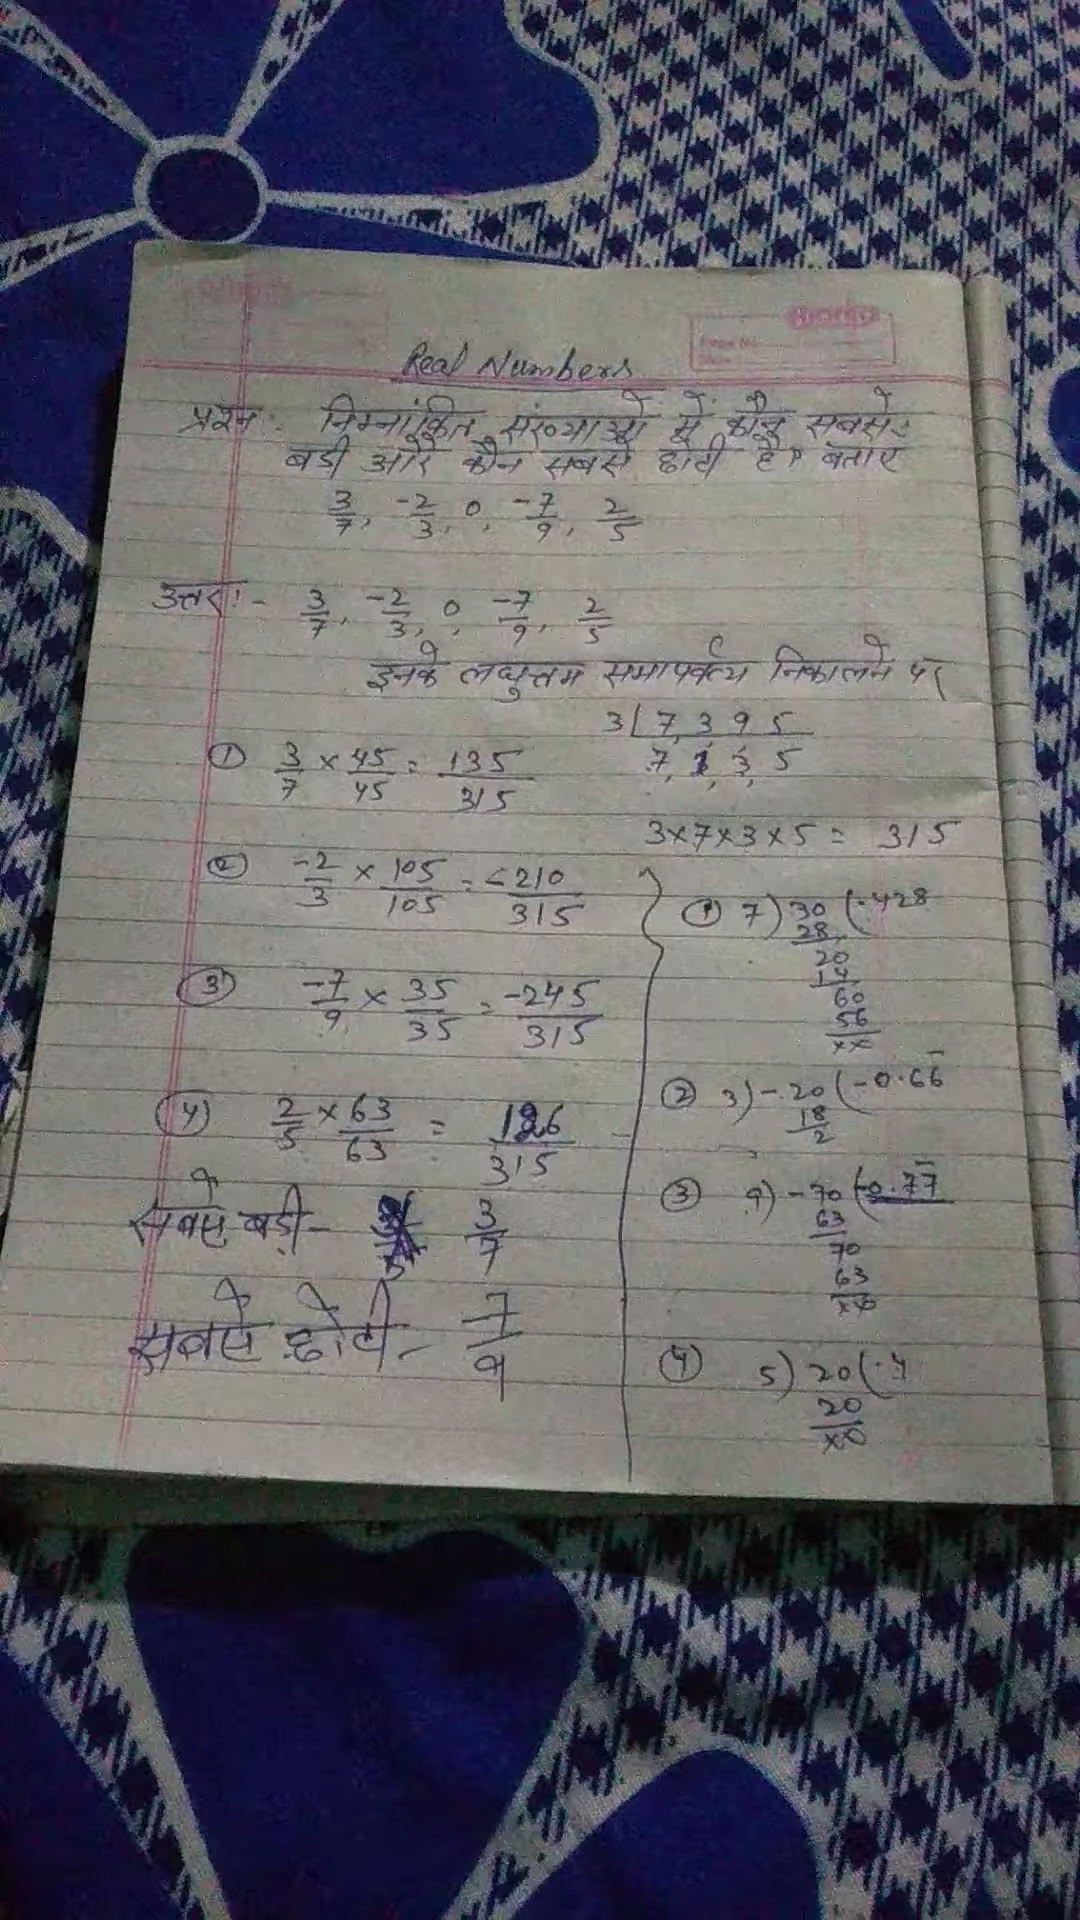 Real Numbers
प्रश्न: निम्नांकित संख्याओ में कौन सबसे
बडी और कौन सबसे छोटी है? बताए
3/7, -2/3, 0, -7/9, 2/5
उत्तर:- 3/7, -2/3, 0, -7/9, 2/5
इनके लघुत्तम समापर्वत्य निकालने पर
3 | 7, 3 9 5
7, 1, 3, 5
① 3/7 × 45/45 = 135/315
3×7×3×5 = 315
② -2/3 × 105/105 = -210/315
③ -7/9 × 35/35 = -245/315
④ 2/5 × 63/63 = 126/315
सबसे बडी - 3/7
सबसे छोटी - 7/9
① 7) 30 (.428
28
20
14
60
56
xx
② 3) -20 (-0.66̄
18
2
③ 9) -70 (-0.77̄
63
70
63
④ 5) 20 (.4
20
x0